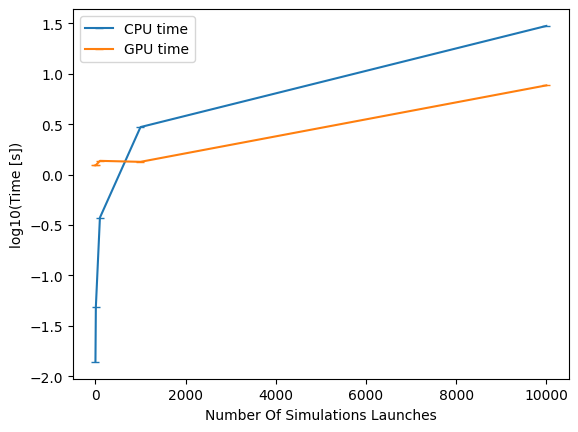 CPU time
GPU time
1.5
1.0
0.5
0.0
−0.5
−1.0
−1.5
−2.0
log10(Time [s])
0 2000 4000 6000 8000 10000
Number Of Simulations Launches